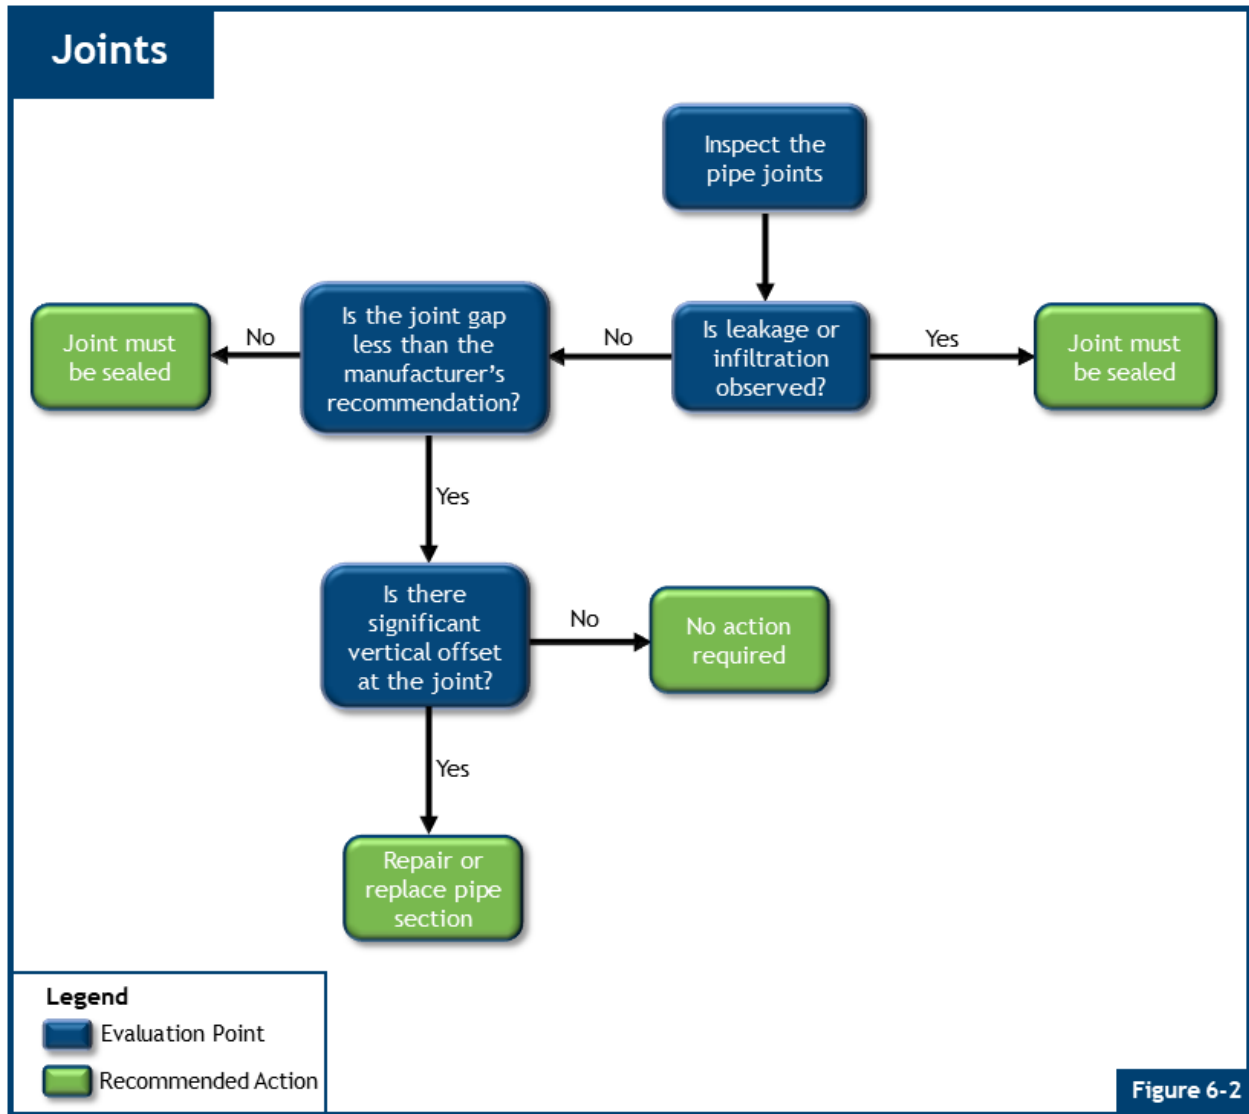 Joints
Inspect the
pipe joints
Is leakage or
infiltration
observed?
Yes
Joint must
be sealed
No
Is the joint gap
less than the
manufacturer's
recommendation?
No
Joint must
be sealed
Yes
Is there
significant
vertical offset
at the joint?
No
No action
required
Yes
Repair or
replace pipe
section
Legend
Evaluation Point
Recommended Action
Figure 6-2